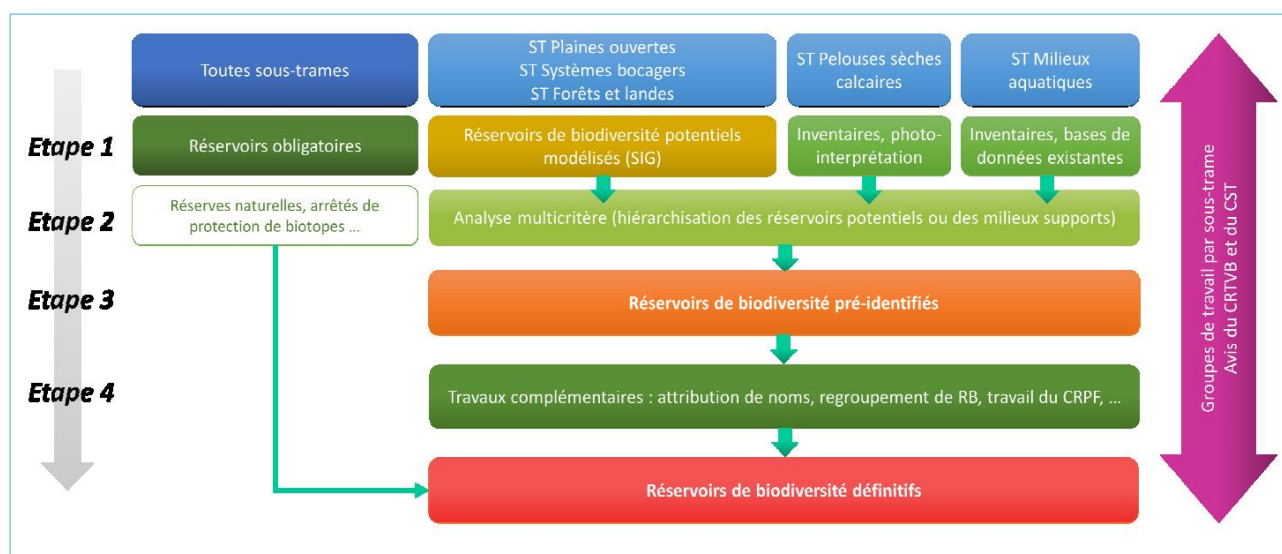 Toutes sous-trames
ST Plaines ouvertes
ST Systèmes bocagers
ST Forêts et landes
ST Pelouses sèches
calcaires
ST Milieux
aquatiques
Etape 1
Réservoirs obligatoires
Réservoirs de biodiversité potentiels
modélisés (SIG)
Inventaires, photo-
interprétation
Inventaires, bases de
données existantes
Etape 2
Réserves naturelles, arrêtés de
protection de biotopes ...
Analyse multicritère (hiérarchisation des réservoirs potentiels ou des milieux supports)
Etape 3
Réservoirs de biodiversité pré-identifiés
Etape 4
Travaux complémentaires : attribution de noms, regroupement de RB, travail du CRPF, ...
Réservoirs de biodiversité définitifs
Groupes de travail par sous-trame
Avis du CRTVB et du CST